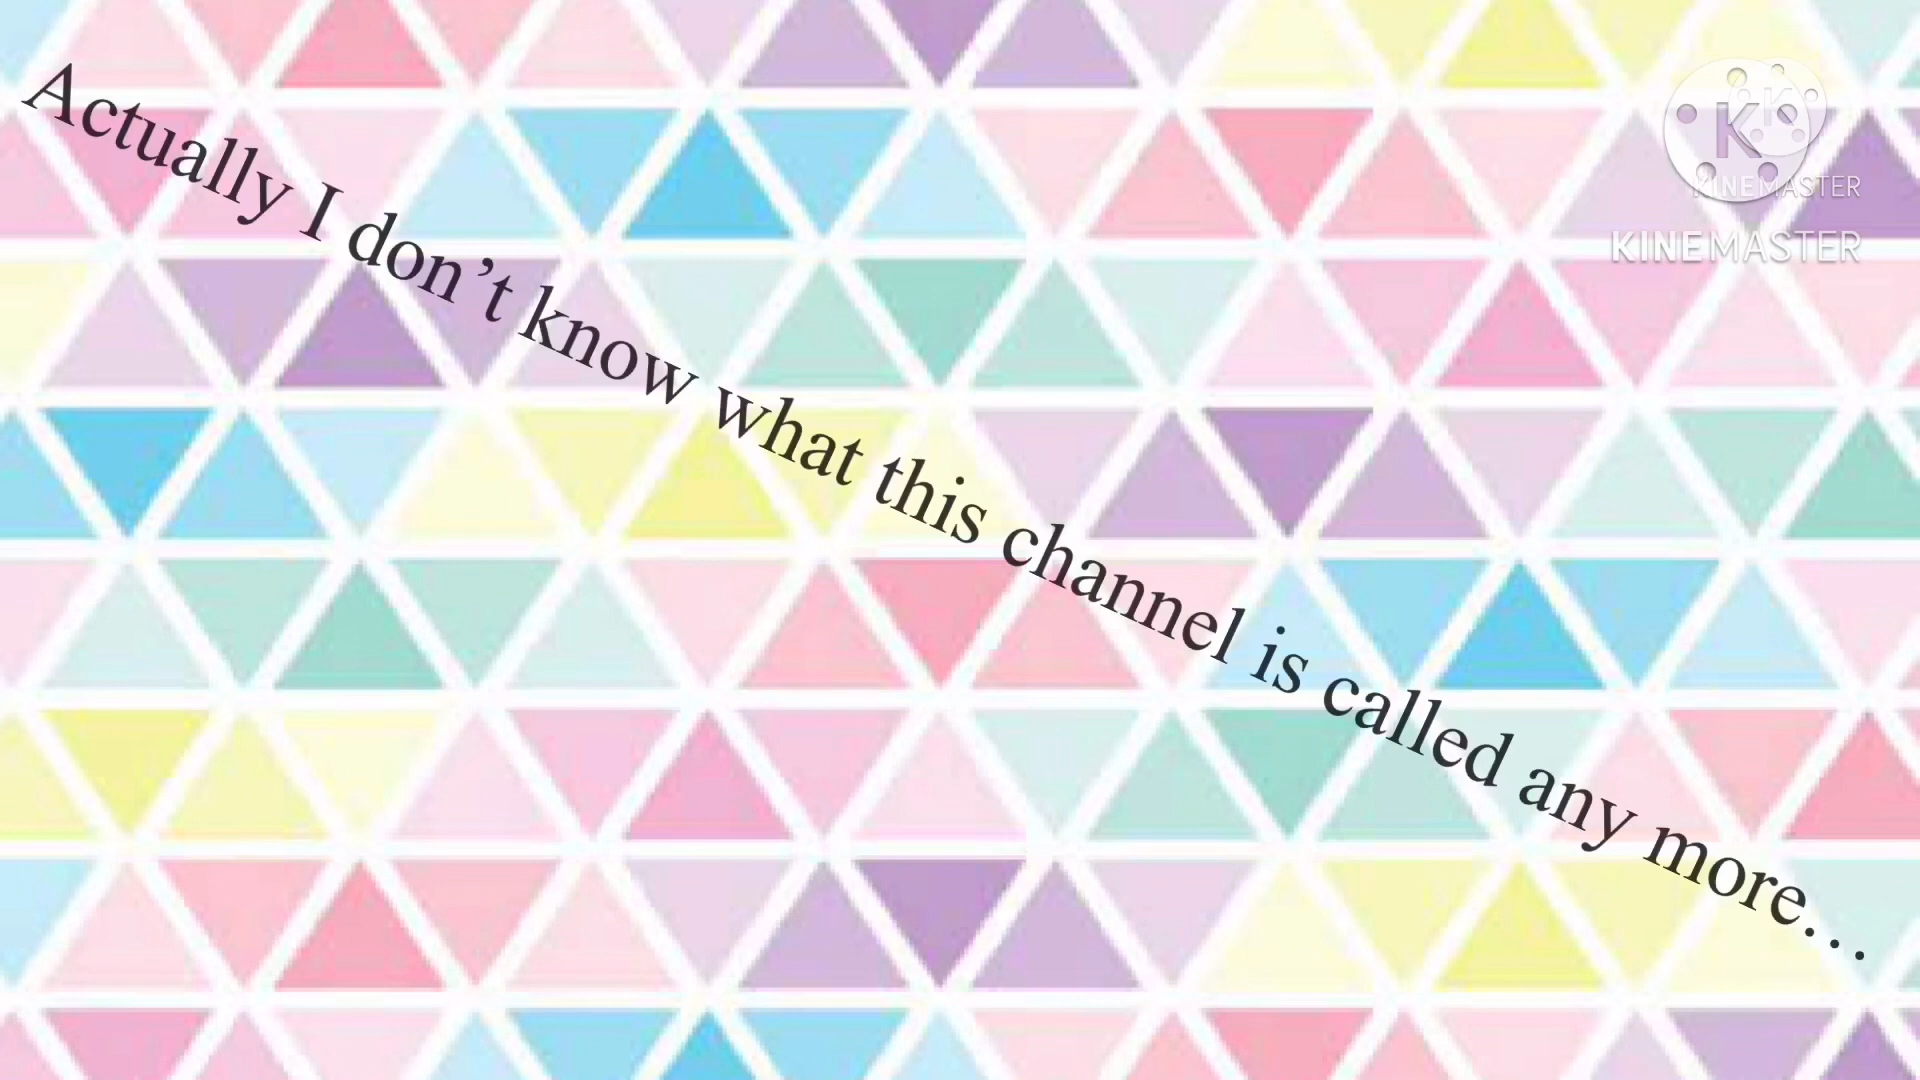 Actually I don’t know what this channel is called any more…
K
K
KINEMASTER
KINEMASTER